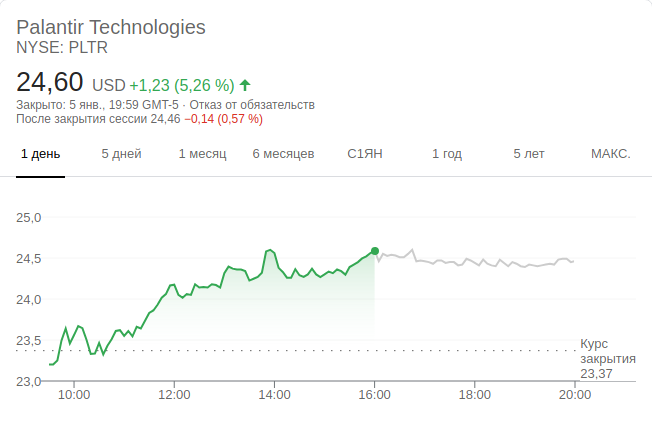 Palantir Technologies
NYSE: PLTR
24,60 USD +1,23 (5,26 %)
Закрыто: 5 янв., 19:59 GMT-5 · Отказ от обязательств
После закрытия сессии 24,46 −0,14 (0,57 %)
1 день 5 дней 1 месяц 6 месяцев С1ЯН 1 год 5 лет МАКС.
25,0
24,5
24,0
23,5
Курс
закрытия
23,37
23,0
10:00 12:00 14:00 16:00 18:00 20:00